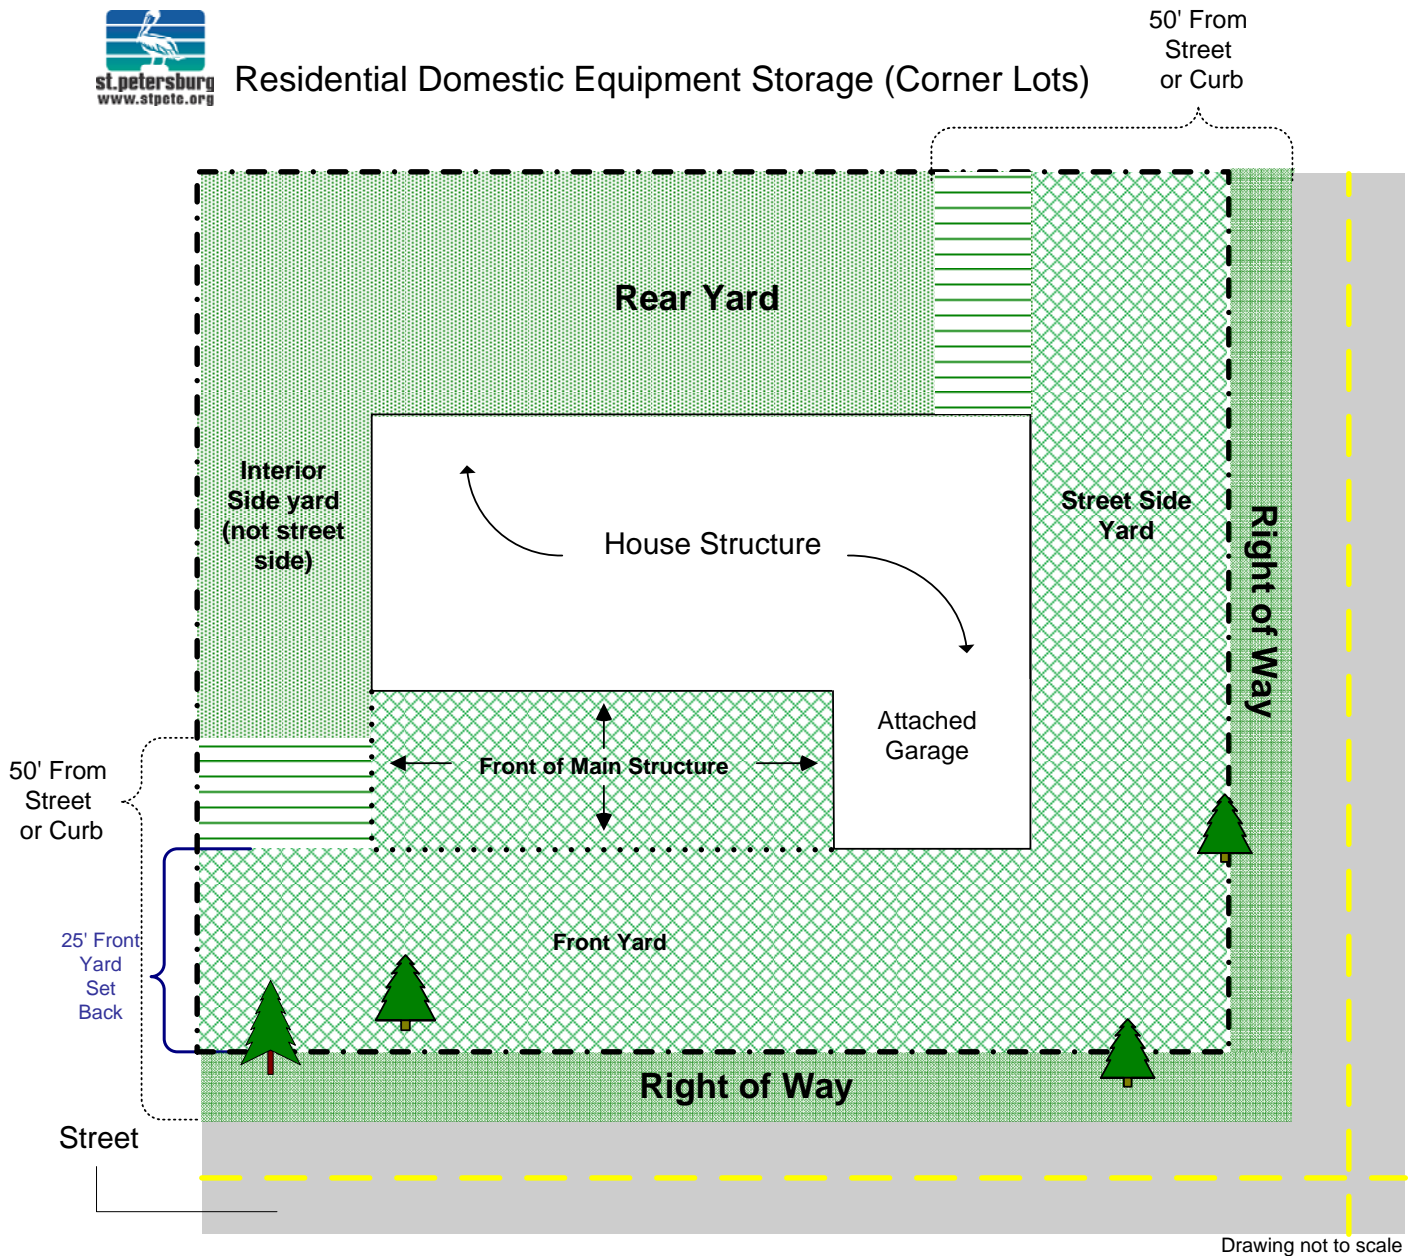 50' From
Street
or Curb
st.petersburg
www.stpete.org
Residential Domestic Equipment Storage (Corner Lots)
Rear Yard
Interior
Side yard
(not street
side)
Street Side
Yard
House Structure
Right of Way
Attached
Garage
Front of Main Structure
50' From
Street
or Curb
25' Front
Yard
Set
Back
Front Yard
Right of Way
Street
Drawing not to scale